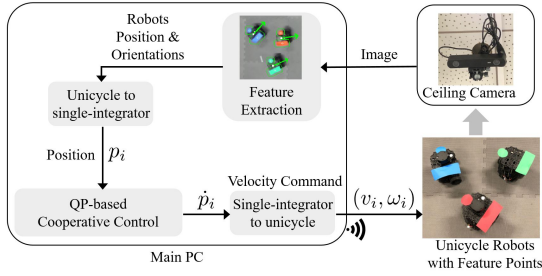 Robots
Position &
Orientations
Image
Feature
Extraction
Ceiling Camera
Unicycle to
single-integrator
Position p_i
QP-based
Cooperative Control
ṗ_i
Velocity Command
Single-integrator
to unicycle
(v_i, ω_i)
Unicycle Robots
with Feature Points
Main PC